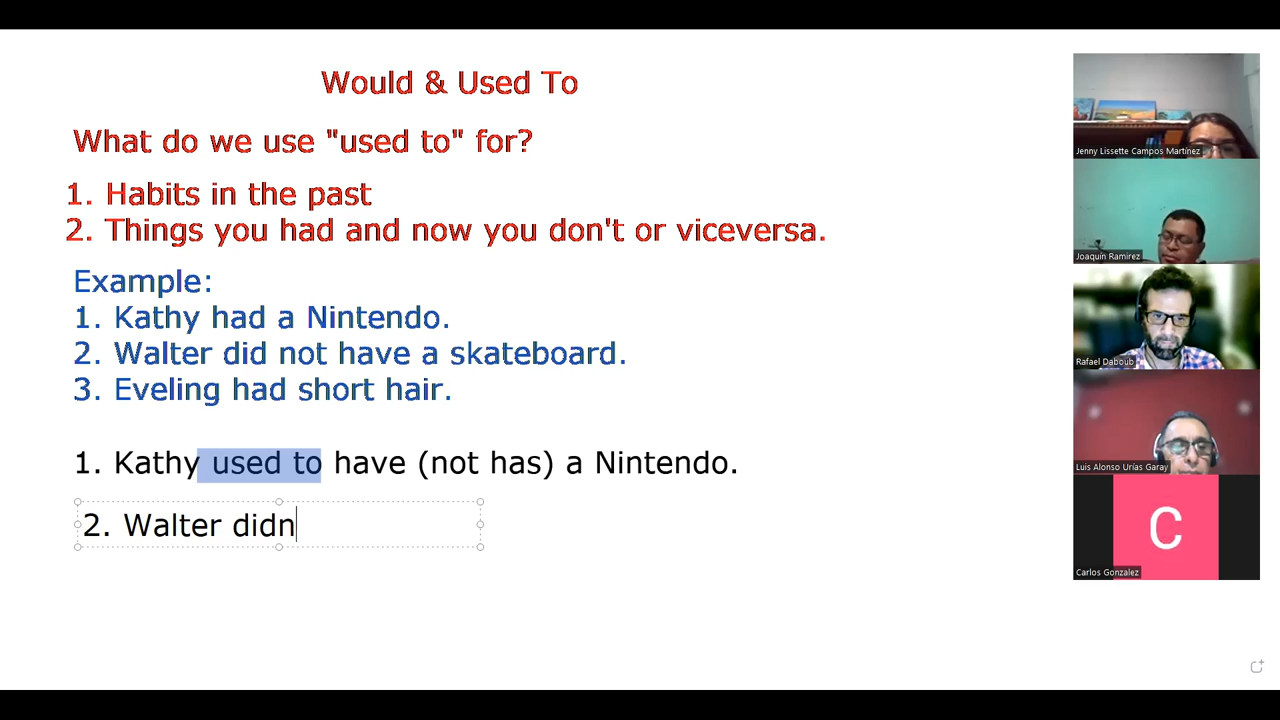 Would & Used To
What do we use "used to" for?
1. Habits in the past
2. Things you had and now you don't or viceversa.
Example:
1. Kathy had a Nintendo.
2. Walter did not have a skateboard.
3. Eveling had short hair.
1. Kathy used to have (not has) a Nintendo.
2. Walter didn
Jenny Lissette Campos Martínez
Joaquín Ramirez
Rafael Daboub
Luis Alonso Urías Garay
C
Carlos Gonzalez